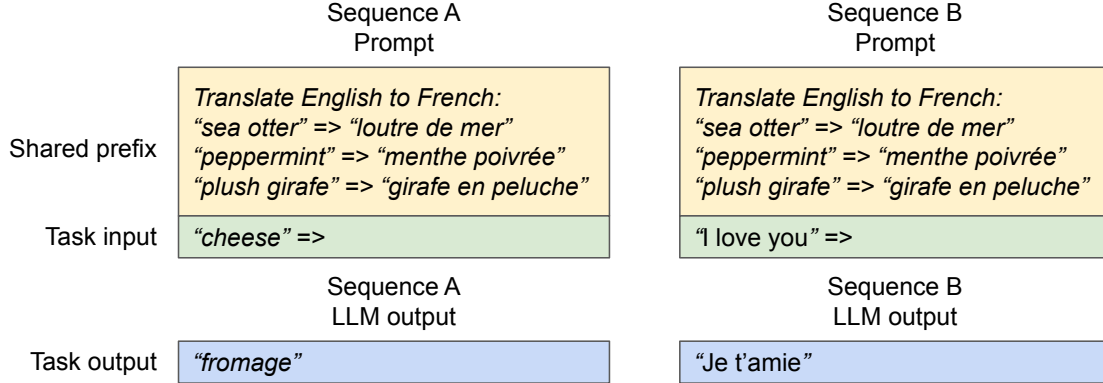 Sequence A
Prompt
Sequence B
Prompt
Shared prefix
Translate English to French:
“sea otter” => “loutre de mer”
“peppermint” => “menthe poivrée”
“plush girafe” => “girafe en peluche”
Translate English to French:
“sea otter” => “loutre de mer”
“peppermint” => “menthe poivrée”
“plush girafe” => “girafe en peluche”
Task input
“cheese” =>
“I love you” =>
Sequence A
LLM output
Sequence B
LLM output
Task output
“fromage”
“Je t’amie”